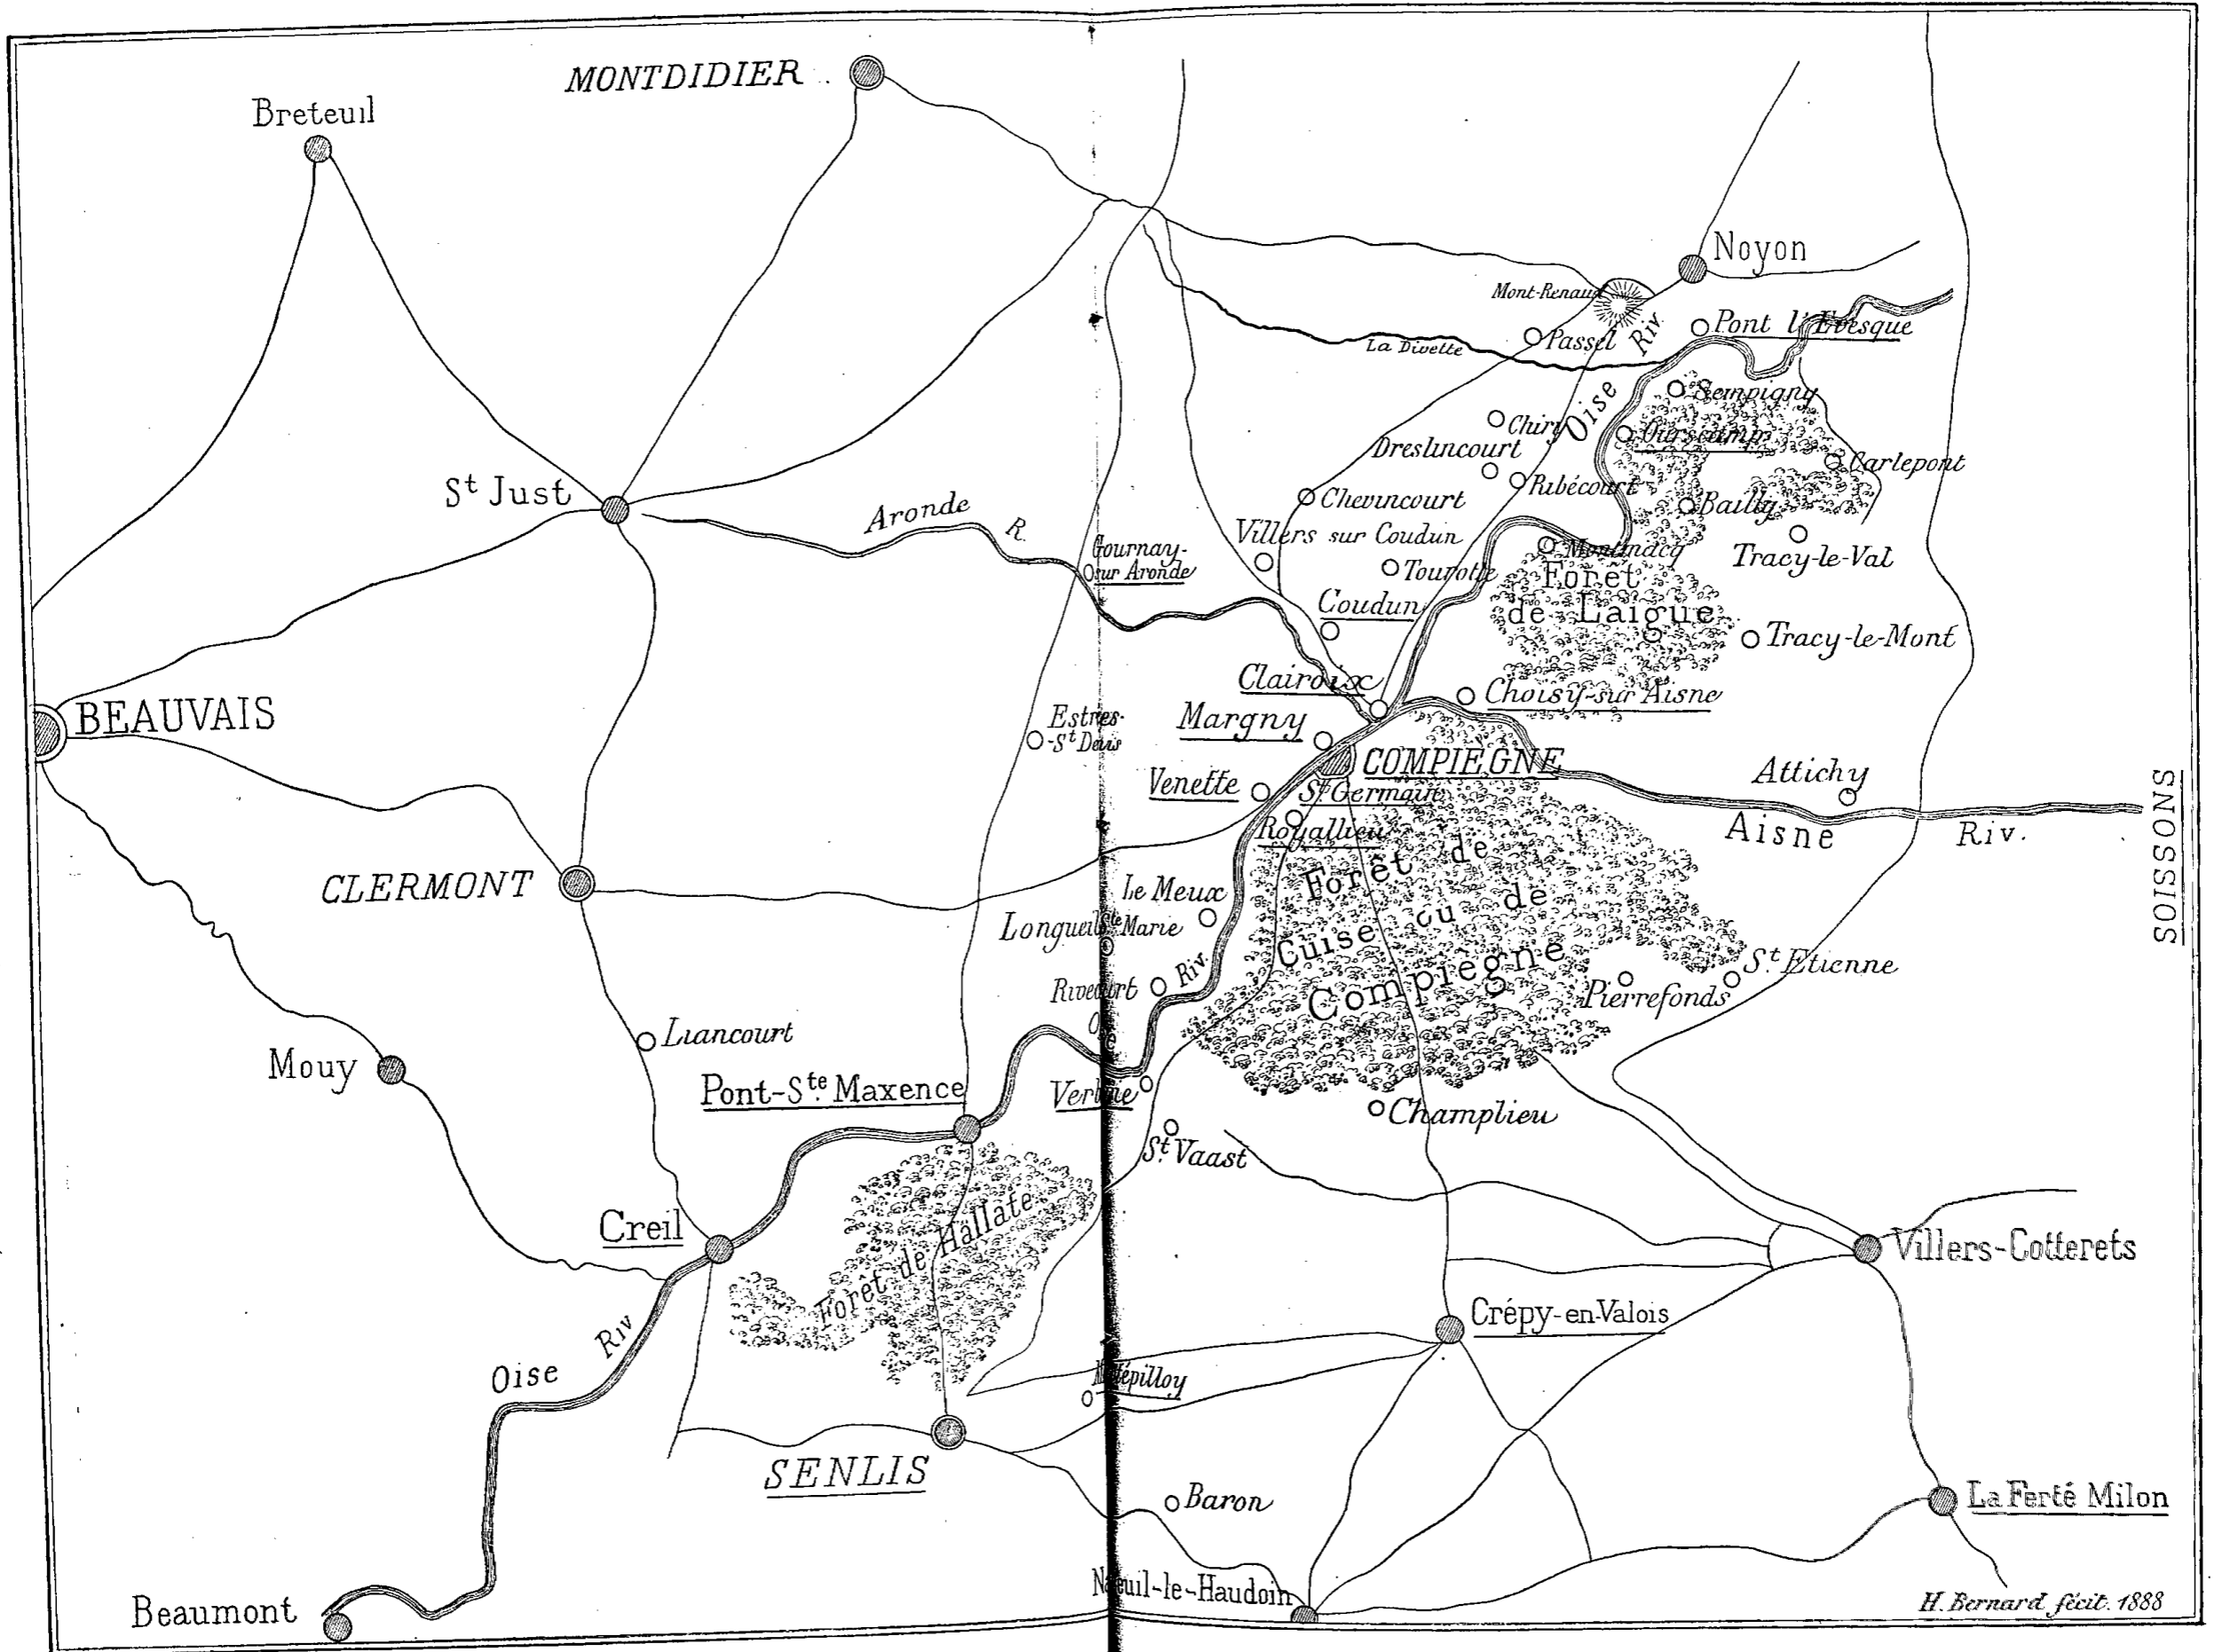 MONTDIDIER
Breteuil
Noyon
Mont-Renaud
Passel
Riv.
Pont l'Evesque
La Divette
Sempigny
Oise
Chiry
Ourscamp
Dreslincourt
Carlepont
Ribécourt
St Just
Chevincourt
Bailly
Aronde
R.
Villers sur Coudun
Gournay-
sur Aronde
Montmacq
Tracy-le-Val
Tourotte
Forêt
de Laigue
Coudun
Tracy-le-Mont
Clairoix
Choisy-sur Aisne
BEAUVAIS
Estres-
-St Denis
Margny
COMPIEGNE
Attichy
SOISSONS
Venette
St Germain
Royallieu
Aisne
Riv.
Forêt de
Cuise ou de
Compiègne
CLERMONT
Le Meux
Longueil Ste Marie
St. Etienne
Pierrefonds
Rivecourt
Riv.
Oise
Liancourt
Mouy
Pont-Ste. Maxence
Verberie
Champlieu
St. Vaast
Creil
Forêt de Hallate
Villers-Cotterets
Crépy-en-Valois
Riv
Oise
Montépilloy
SENLIS
Baron
La Ferté Milon
Nanteuil-le-Haudoin
Beaumont
H. Bernard fécit. 1888